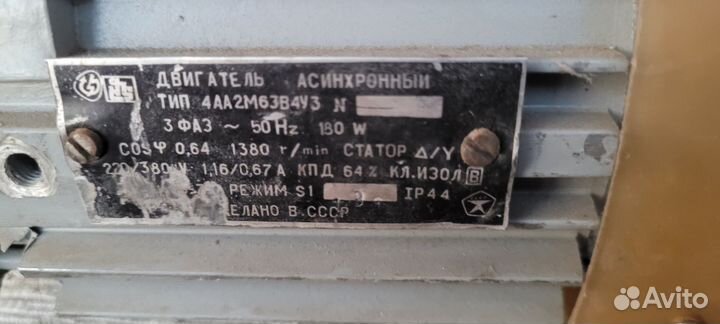 ДВИГАТЕЛЬ АСИНХРОННЫЙ
ТИП 4АА2М63В4У3 N
3 ФАЗ ~ 50 Hz 180 W
COSφ 0,64 1380 r/min СТАТОР Δ/Y
220/380 V 1,16/0,67 А КПД 64% КЛ.ИЗОЛ В
РЕЖИМ S1 IP44
СССР
Avito